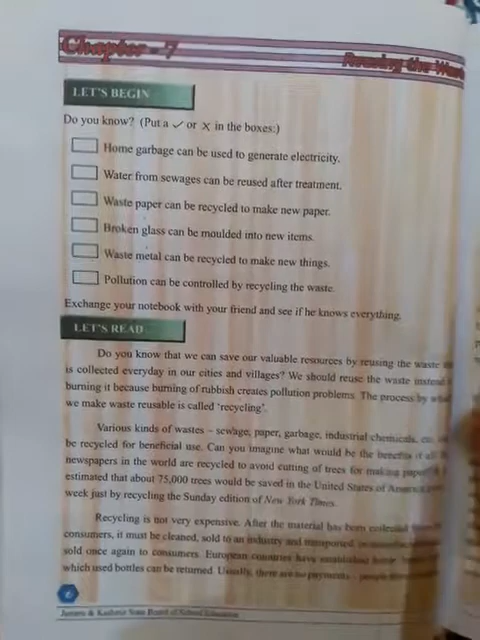 Chapter - 7
Reusing the Waste
LET'S BEGIN
Do you know? (Put a ✓ or X in the boxes:)
Home garbage can be used to generate electricity.
Water from sewages can be reused after treatment.
Waste paper can be recycled to make new paper.
Broken glass can be moulded into new items.
Waste metal can be recycled to make new things.
Pollution can be controlled by recycling the waste.
Exchange your notebook with your friend and see if he knows everything.
LET'S READ
Do you know that we can save our valuable resources by reusing the waste
is collected everyday in our cities and villages? We should reuse the waste instead
burning it because burning of rubbish creates pollution problems. The process by
we make waste reusable is called 'recycling'.
Various kinds of wastes – sewage, paper, garbage, industrial chemicals, etc.
be recycled for beneficial use. Can you imagine what would be the benefits if all
newspapers in the world are recycled to avoid cutting of trees for making paper?
estimated that about 75,000 trees would be saved in the United States of America
week just by recycling the Sunday edition of New York Times.
Recycling is not very expensive. After the material has been collected
consumers, it must be cleaned, sold to an industry and transported,
sold once again to consumers. European countries have established
which used bottles can be returned. Usually, there are no payments – people
Jammu & Kashmir State Board of School Education